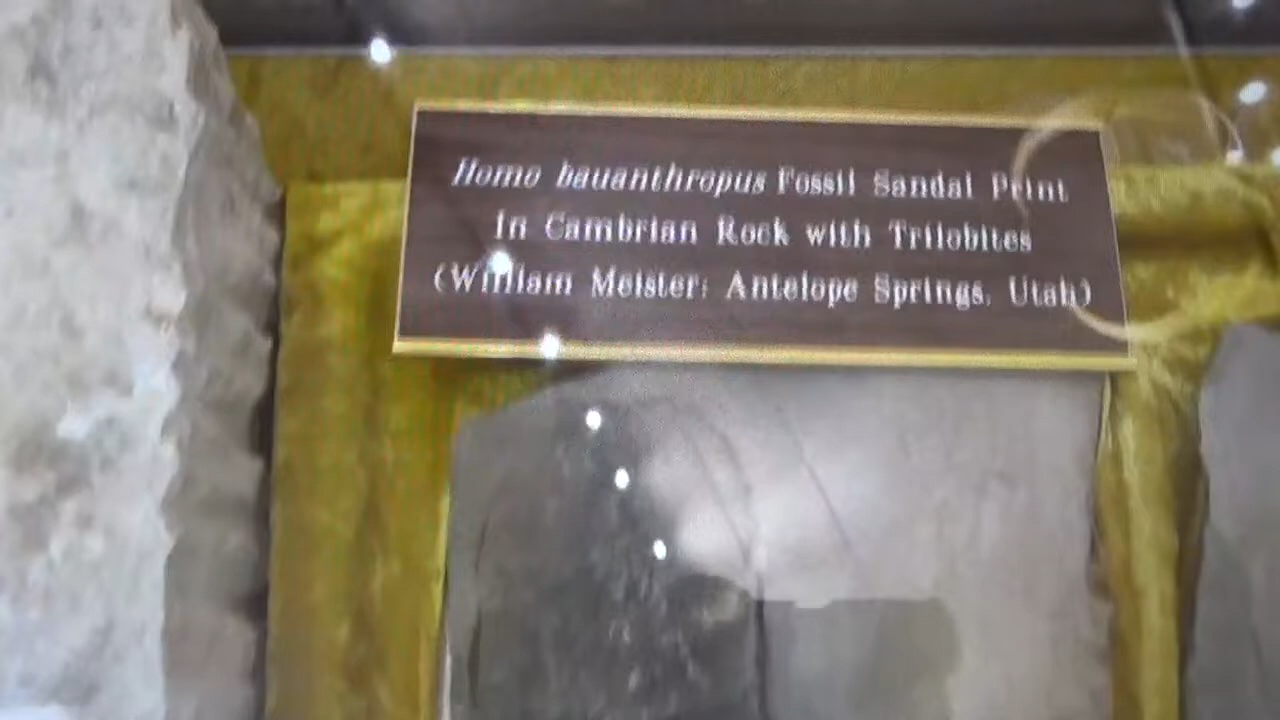 Homo bauanthropus Fossil Sandal Print
In Cambrian Rock with Trilobites
(William Meister; Antelope Springs, Utah)